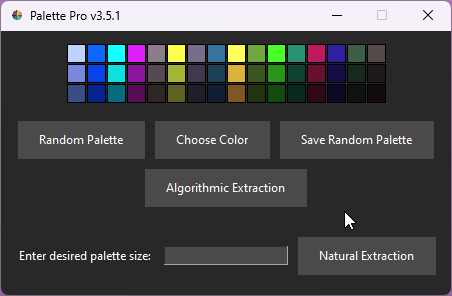 Palette Pro v3.5.1
Random Palette
Choose Color
Save Random Palette
Algorithmic Extraction
Enter desired palette size:
Natural Extraction